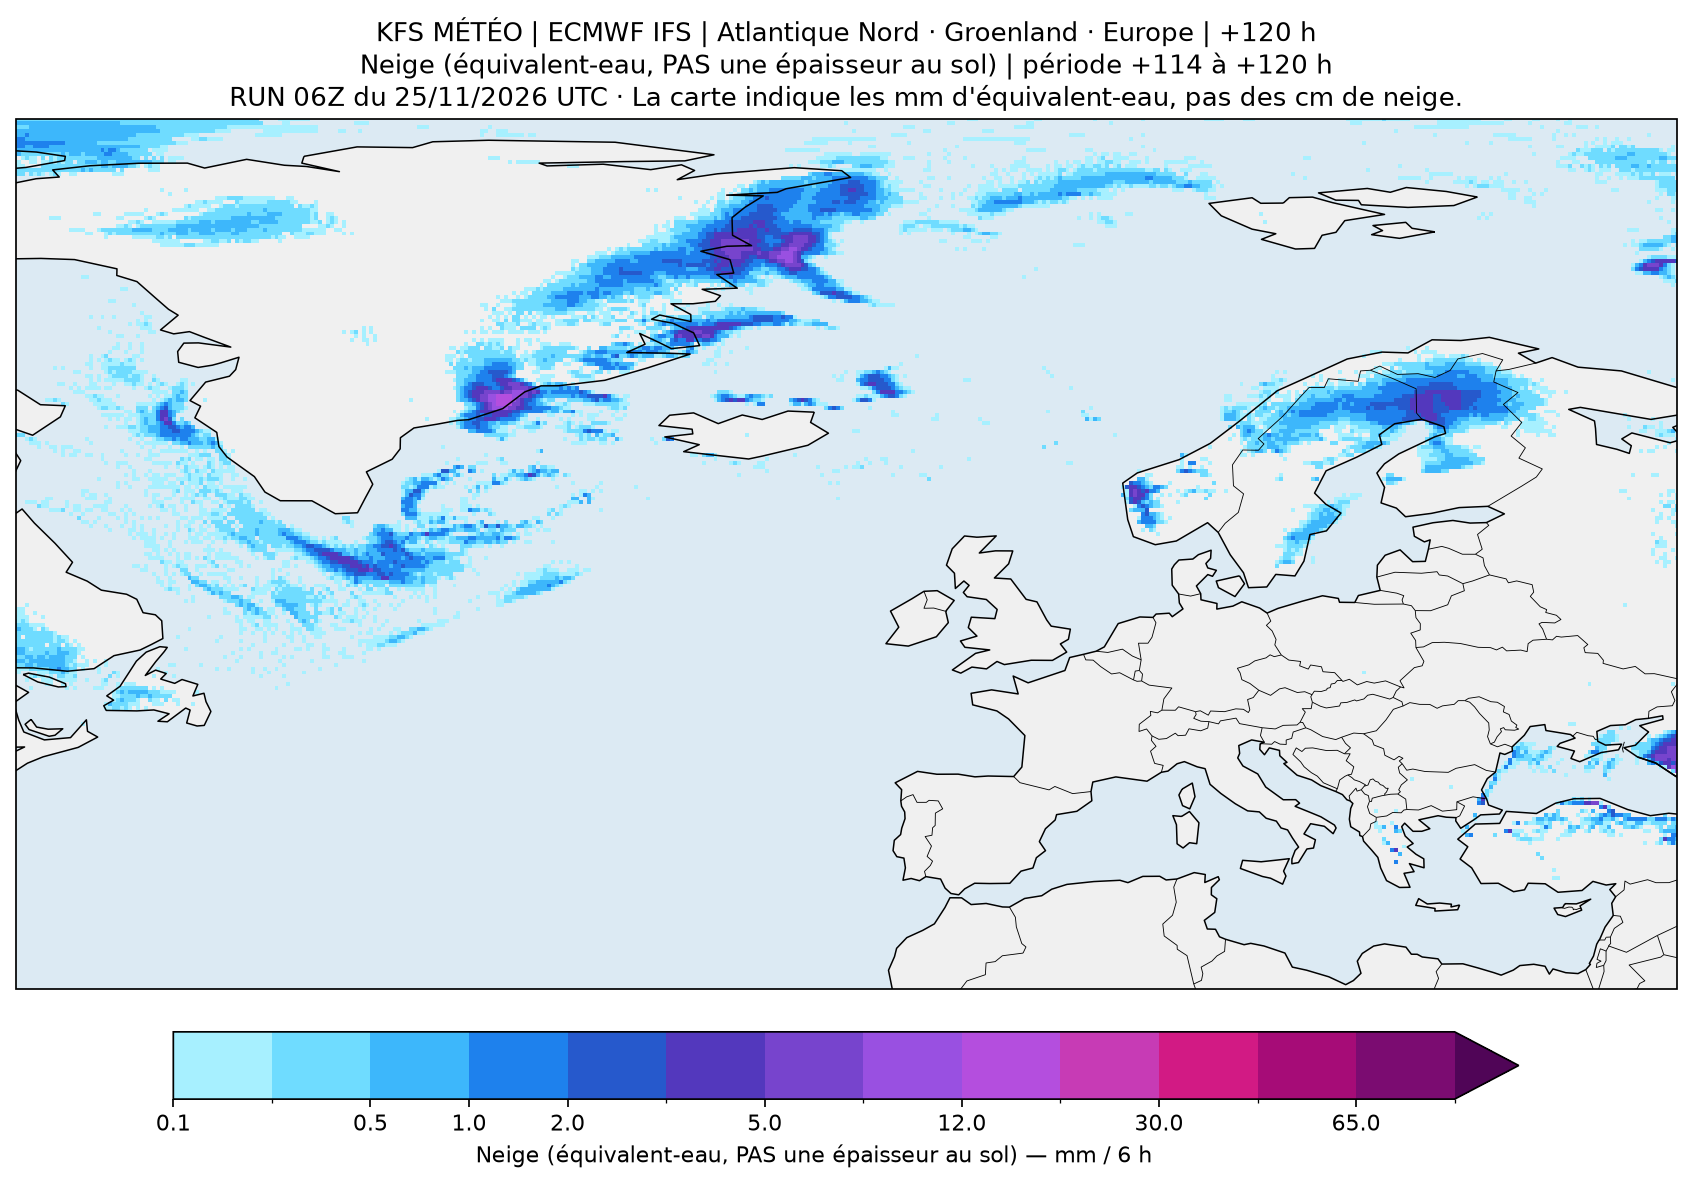 KFS MÉTÉO | ECMWF IFS | Atlantique Nord · Groenland · Europe | +120 h
Neige (équivalent-eau, PAS une épaisseur au sol) | période +114 à +120 h
RUN 06Z du 25/11/2026 UTC · La carte indique les mm d'équivalent-eau, pas des cm de neige.
0.1 0.5 1.0 2.0 5.0 12.0 30.0 65.0
Neige (équivalent-eau, PAS une épaisseur au sol) — mm / 6 h